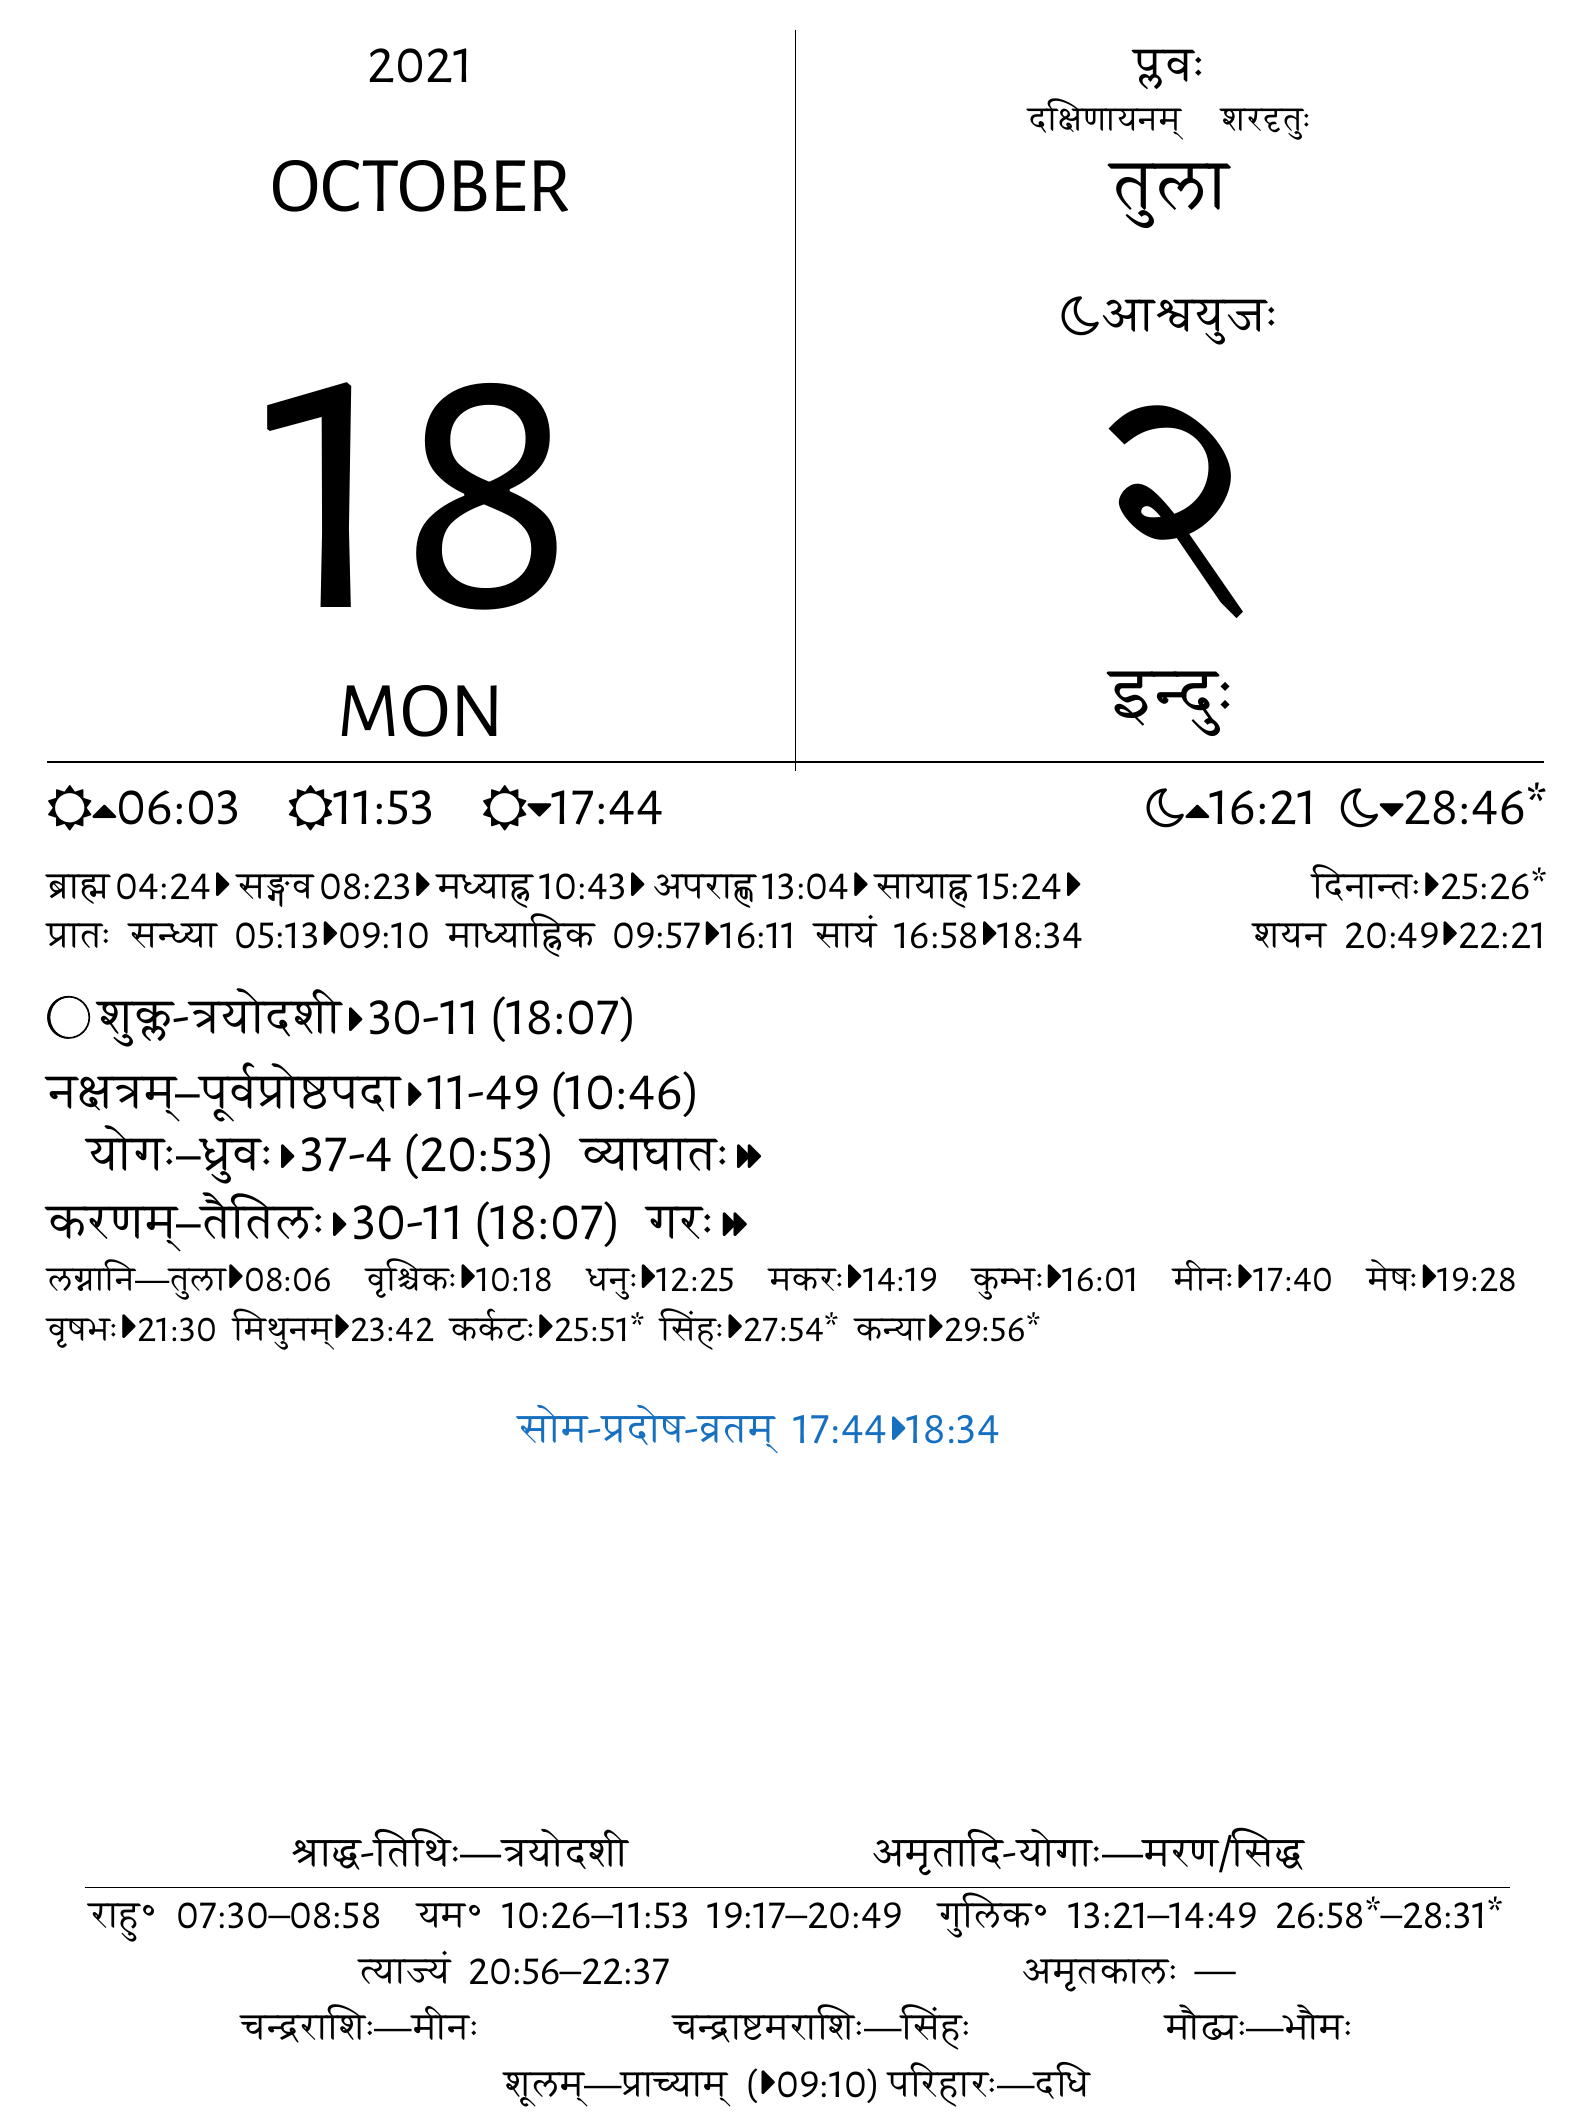 2021
OCTOBER
18
MON
प्लवः
दक्षिणायनम् शरदृतुः
तुला
आश्वयुजः
२
इन्दुः
06:03 11:53 17:44 16:21 28:46*
ब्राह्म 04:24 सङ्गव 08:23 मध्याह्न 10:43 अपराह्ण 13:04 सायाह्न 15:24 दिनान्तः 25:26*
प्रातः सन्ध्या 05:13 09:10 माध्याह्निक 09:57 16:11 सायं 16:58 18:34 शयन 20:49 22:21
शुक्ल-त्रयोदशी 30-11 (18:07)
नक्षत्रम्–पूर्वप्रोष्ठपदा 11-49 (10:46)
योगः–ध्रुवः 37-4 (20:53) व्याघातः
करणम्–तैतिलः 30-11 (18:07) गरः
लग्नानि—तुला 08:06 वृश्चिकः 10:18 धनुः 12:25 मकरः 14:19 कुम्भः 16:01 मीनः 17:40 मेषः 19:28
वृषभः 21:30 मिथुनम् 23:42 कर्कटः 25:51* सिंहः 27:54* कन्या 29:56*
सोम-प्रदोष-व्रतम् 17:44 18:34
श्राद्ध-तिथिः—त्रयोदशी अमृतादि-योगाः—मरण/सिद्ध
राहु॰ 07:30–08:58 यम॰ 10:26–11:53 19:17–20:49 गुलिक॰ 13:21–14:49 26:58*–28:31*
त्याज्यं 20:56–22:37 अमृतकालः —
चन्द्रराशिः—मीनः चन्द्राष्टमराशिः—सिंहः मौढ्यः—भौमः
शूलम्—प्राच्याम् (09:10) परिहारः—दधि